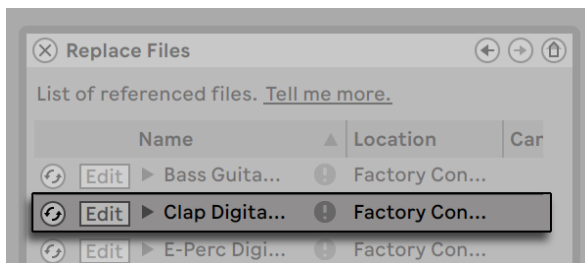 Replace Files
List of referenced files. Tell me more.
Name Location Can
Edit Bass Guita... Factory Con...
Edit Clap Digita... Factory Con...
Edit E-Perc Digi... Factory Con...